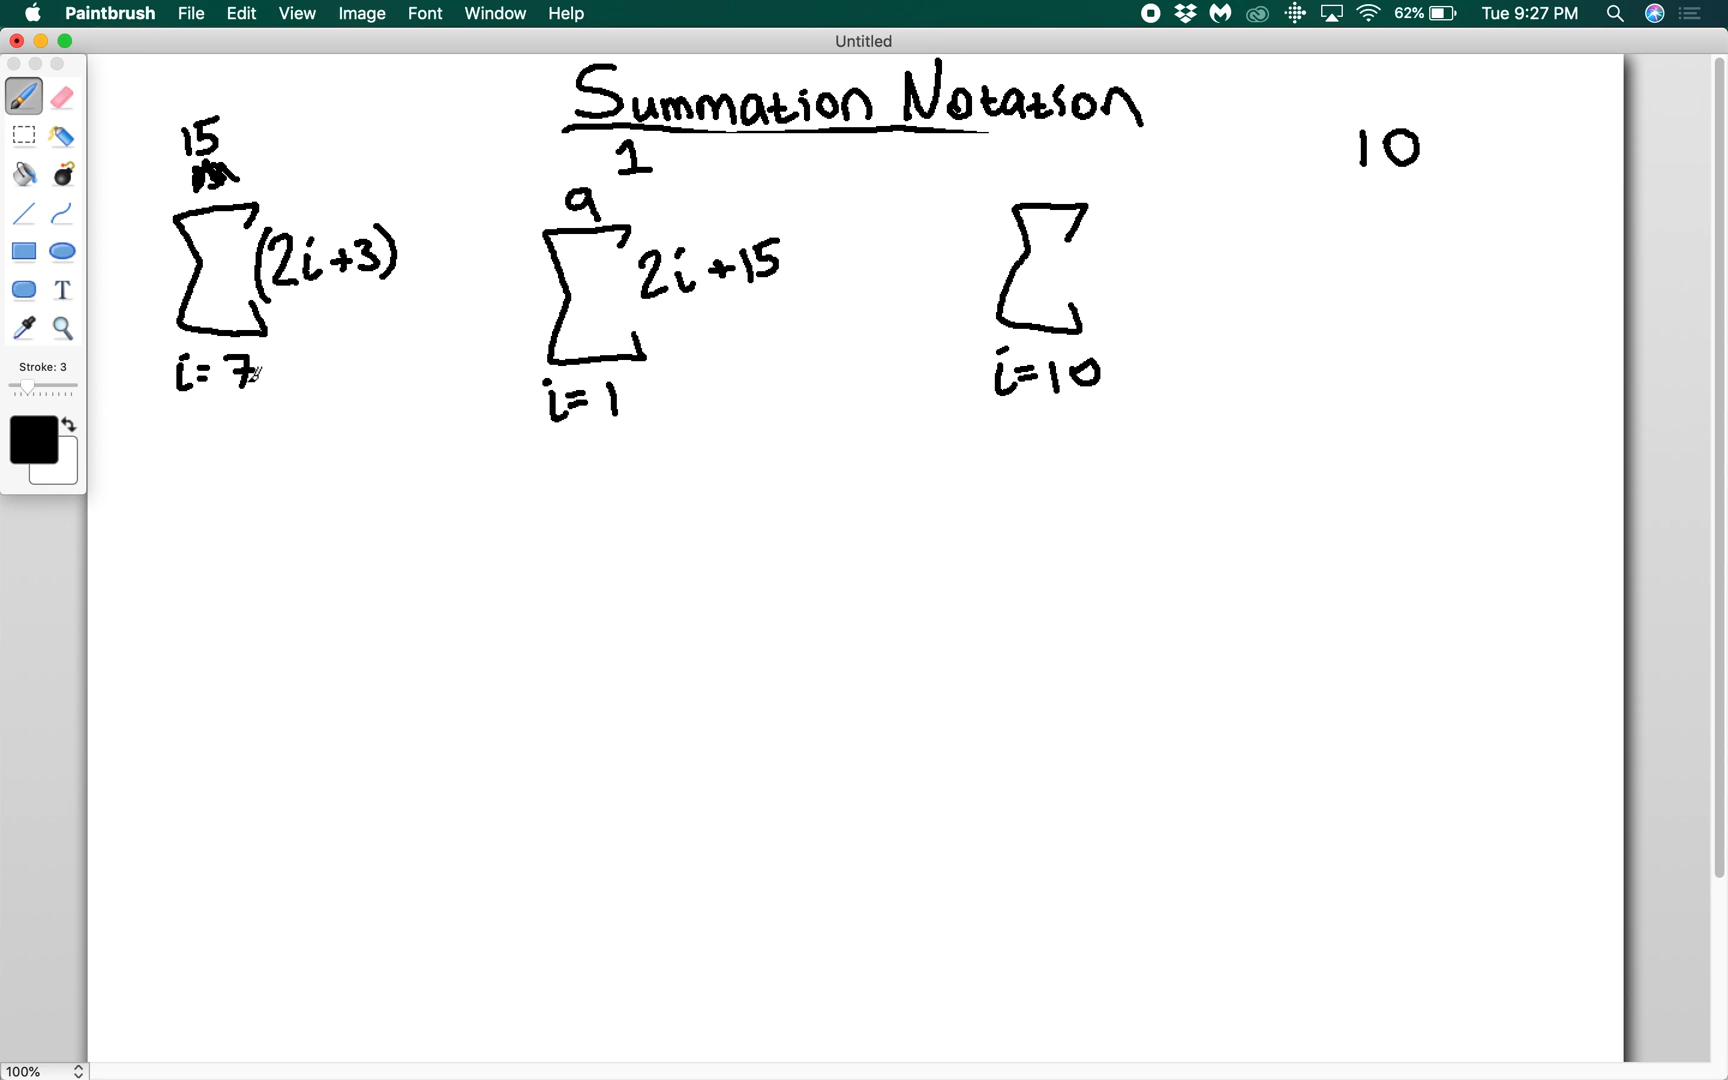 Paintbrush File Edit View Image Font Window Help 62% Tue 9:27 PM
Untitled
Summation Notation
15
1
10
9
(2i+3)
2i+15
Σ
Σ
Σ
i=7
i=1
i=10
T
Stroke: 3
100%